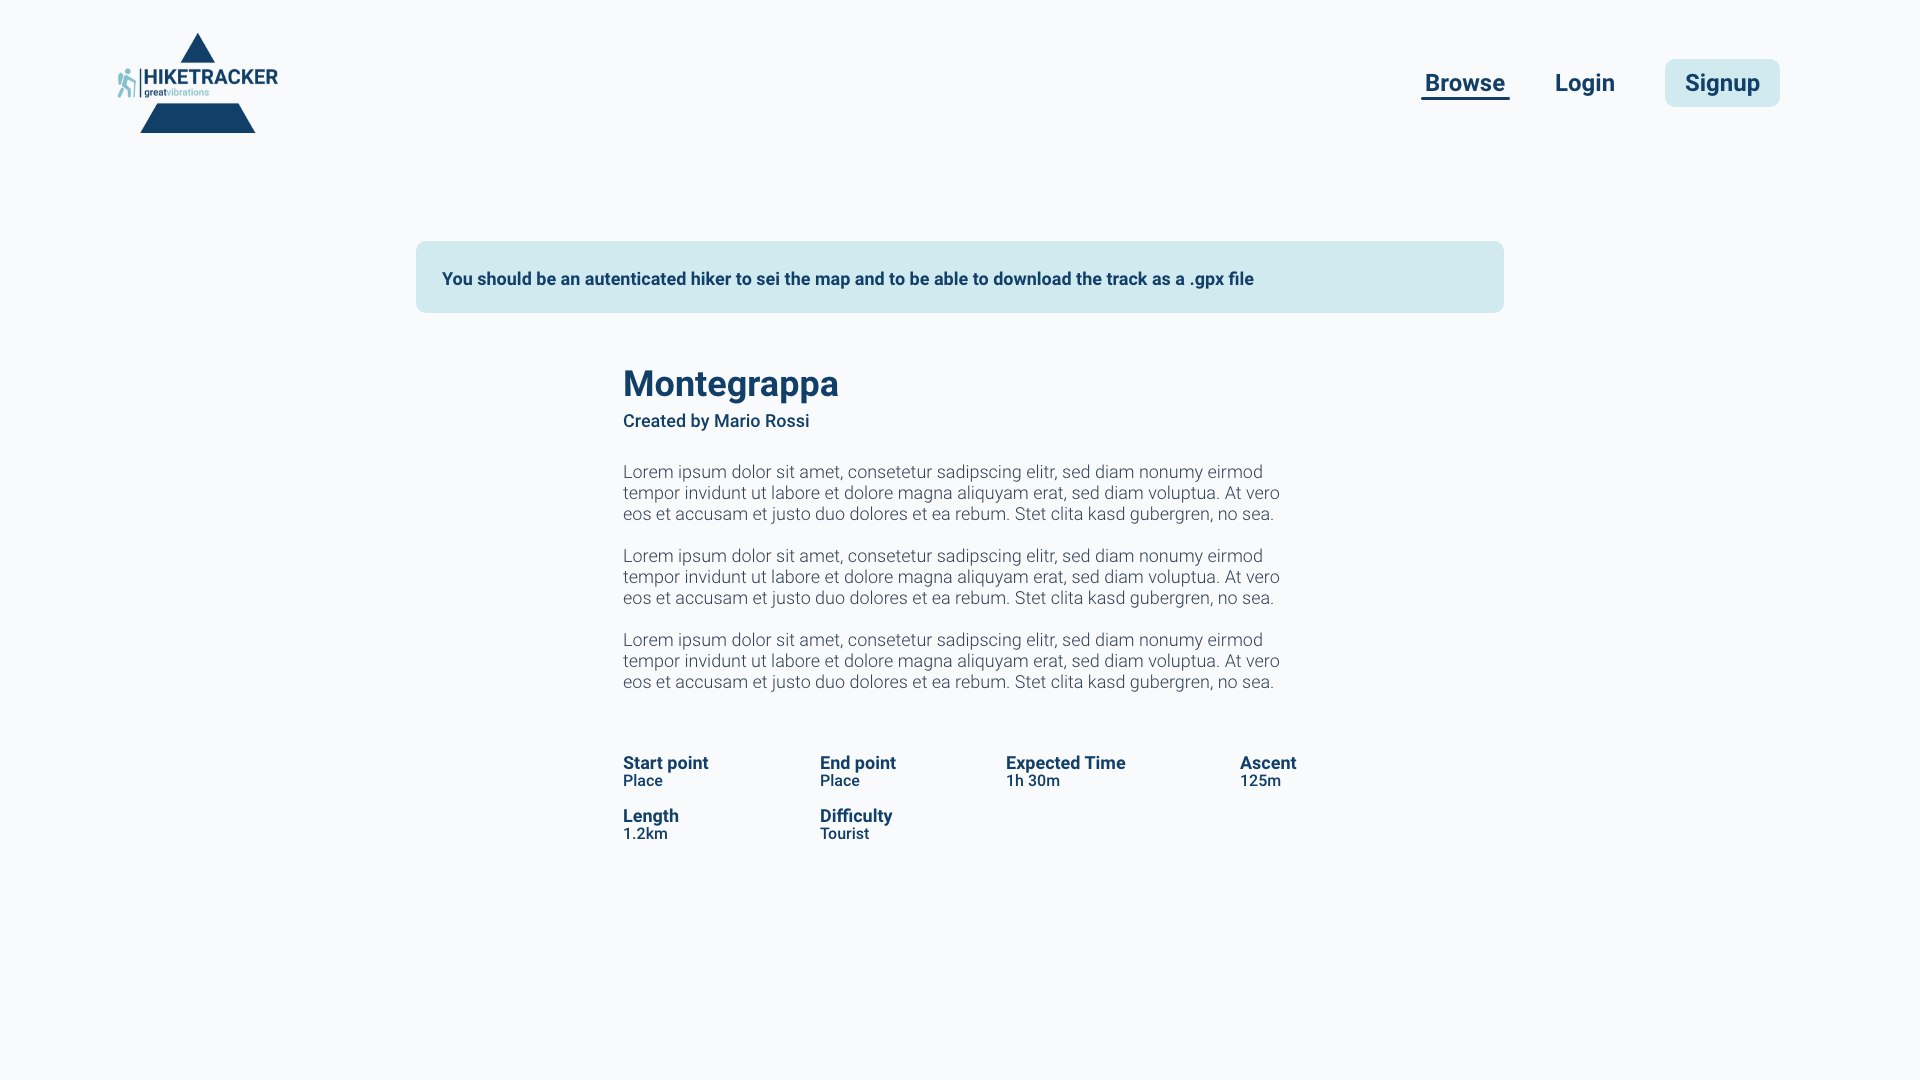 HIKETRACKER
greatvibrations
Browse
Login
Signup
You should be an autenticated hiker to sei the map and to be able to download the track as a .gpx file
Montegrappa
Created by Mario Rossi
Lorem ipsum dolor sit amet, consetetur sadipscing elitr, sed diam nonumy eirmod
tempor invidunt ut labore et dolore magna aliquyam erat, sed diam voluptua. At vero
eos et accusam et justo duo dolores et ea rebum. Stet clita kasd gubergren, no sea.
Lorem ipsum dolor sit amet, consetetur sadipscing elitr, sed diam nonumy eirmod
tempor invidunt ut labore et dolore magna aliquyam erat, sed diam voluptua. At vero
eos et accusam et justo duo dolores et ea rebum. Stet clita kasd gubergren, no sea.
Lorem ipsum dolor sit amet, consetetur sadipscing elitr, sed diam nonumy eirmod
tempor invidunt ut labore et dolore magna aliquyam erat, sed diam voluptua. At vero
eos et accusam et justo duo dolores et ea rebum. Stet clita kasd gubergren, no sea.
Start point
Place
End point
Place
Expected Time
1h 30m
Ascent
125m
Length
1.2km
Difficulty
Tourist